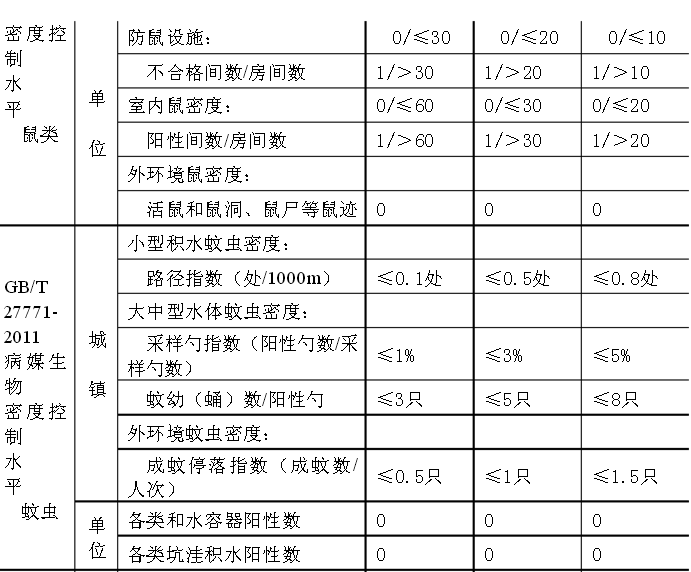 密度控制水平
鼠类
单位
防鼠设施： 0/≤30 0/≤20 0/≤10
不合格间数/房间数 1/＞30 1/＞20 1/＞10
室内鼠密度： 0/≤60 0/≤30 0/≤20
阳性间数/房间数 1/＞60 1/＞30 1/＞20
外环境鼠密度：
活鼠和鼠洞、鼠尸等鼠迹 0 0 0
GB/T
27771-
2011
病媒生
物
密度控
制
水
平
蚊虫
城镇
小型积水蚊虫密度：
路径指数（处/1000m） ≤0.1处 ≤0.5处 ≤0.8处
大中型水体蚊虫密度：
采样勺指数（阳性勺数/采
样勺数） ≤1% ≤3% ≤5%
蚊幼（蛹）数/阳性勺 ≤3只 ≤5只 ≤8只
外环境蚊虫密度：
成蚊停落指数（成蚊数/
人次） ≤0.5只 ≤1只 ≤1.5只
单位
各类和水容器阳性数 0 0 0
各类坑洼积水阳性数 0 0 0